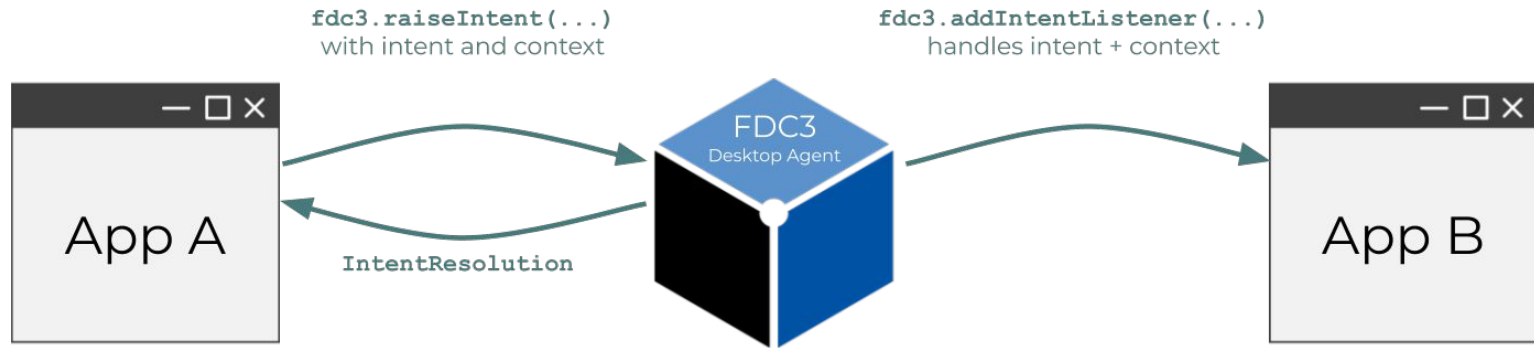 fdc3.raiseIntent(...)
with intent and context
fdc3.addIntentListener(...)
handles intent + context
App A
FDC3
Desktop Agent
IntentResolution
App B